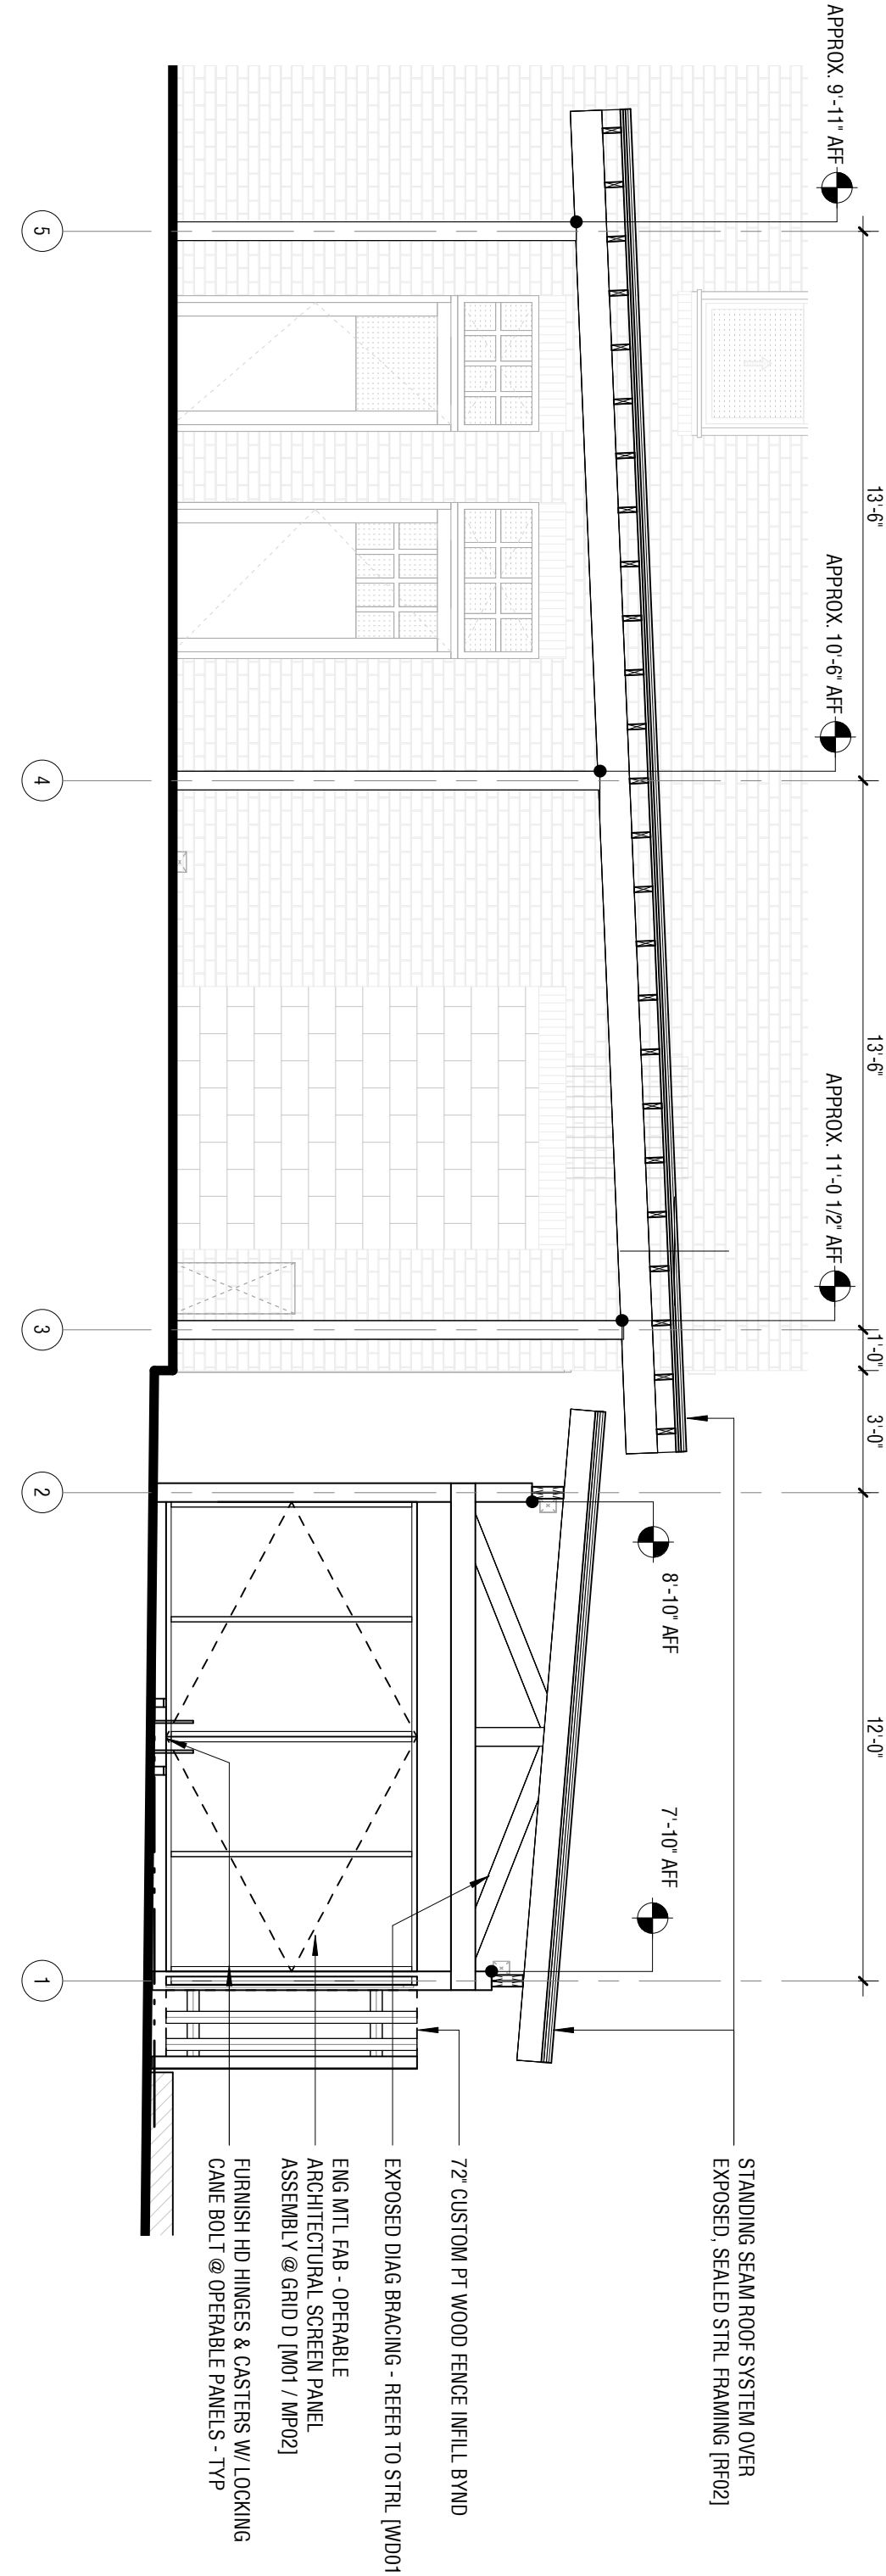 APPROX. 9'-11" AFF
APPROX. 10'-6" AFF
APPROX. 11'-0 1/2" AFF
13'-6"
13'-6"
1'-0"
3'-0"
12'-0"
8'-10" AFF
7'-10" AFF
STANDING SEAM ROOF SYSTEM OVER
EXPOSED, SEALED STRL FRAMING [RF02]
72" CUSTOM PT WOOD FENCE INFILL BYND
EXPOSED DIAG BRACING - REFER TO STRL [WD01
ENG MTL FAB - OPERABLE
ARCHITECTURAL SCREEN PANEL
ASSEMBLY @ GRID D [M01 / MP02]
FURNISH HD HINGES & CASTERS W/ LOCKING
CANE BOLT @ OPERABLE PANELS - TYP
5
4
3
2
1